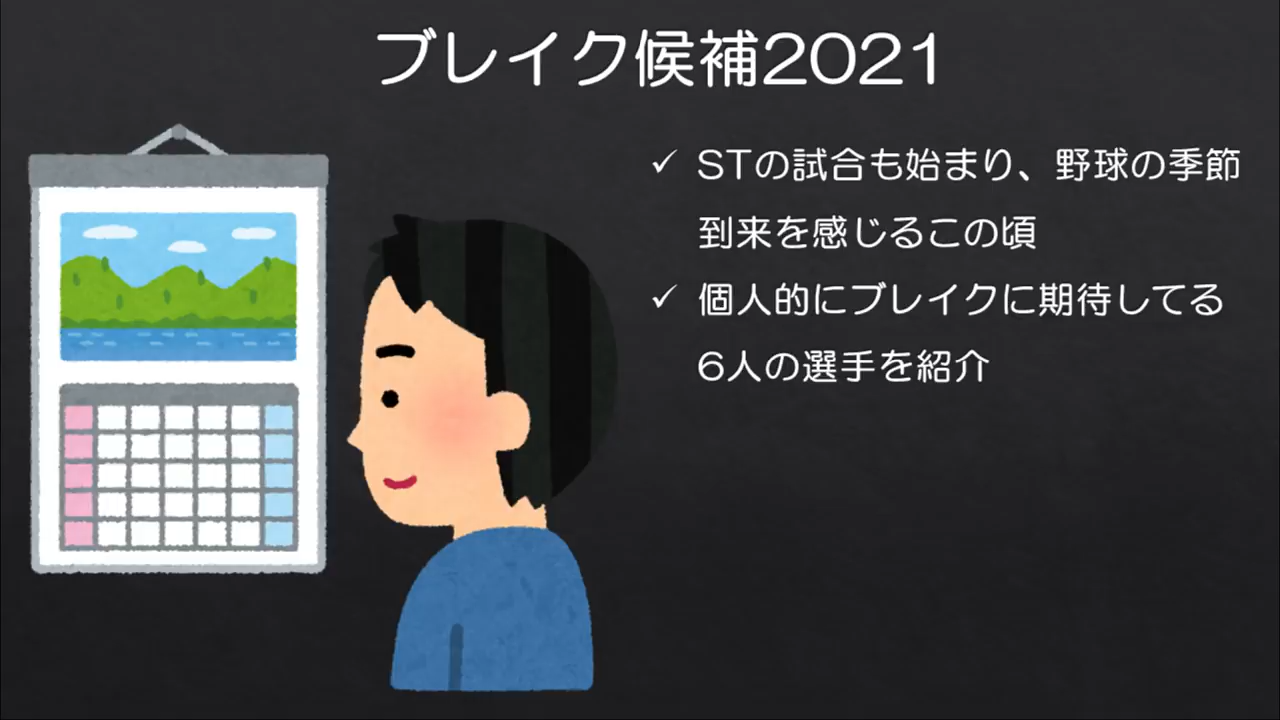 ブレイク候補2021
✓ STの試合も始まり、野球の季節
到来を感じるこの頃
✓ 個人的にブレイクに期待してる
6人の選手を紹介